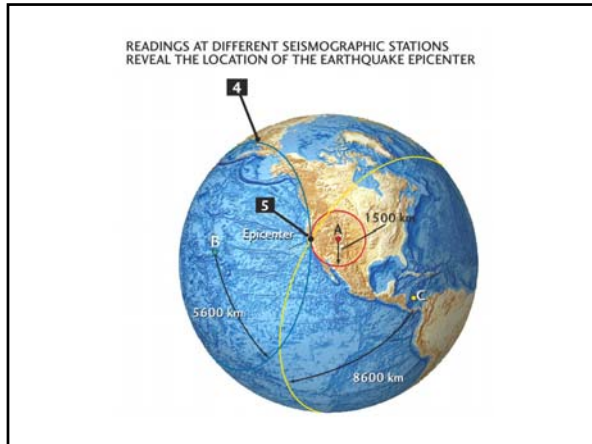 READINGS AT DIFFERENT SEISMOGRAPHIC STATIONS
REVEAL THE LOCATION OF THE EARTHQUAKE EPICENTER
4
5
Epicenter
A
1500 km
B
C
5600 km
8600 km